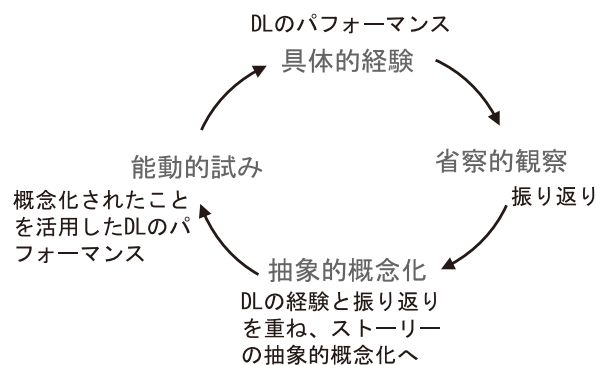 DLのパフォーマンス
具体的経験
省察的観察
振り返り
抽象的概念化
DLの経験と振り返り
を重ね、ストーリー
の抽象的概念化へ
能動的試み
概念化されたこと
を活用したDLのパ
フォーマンス